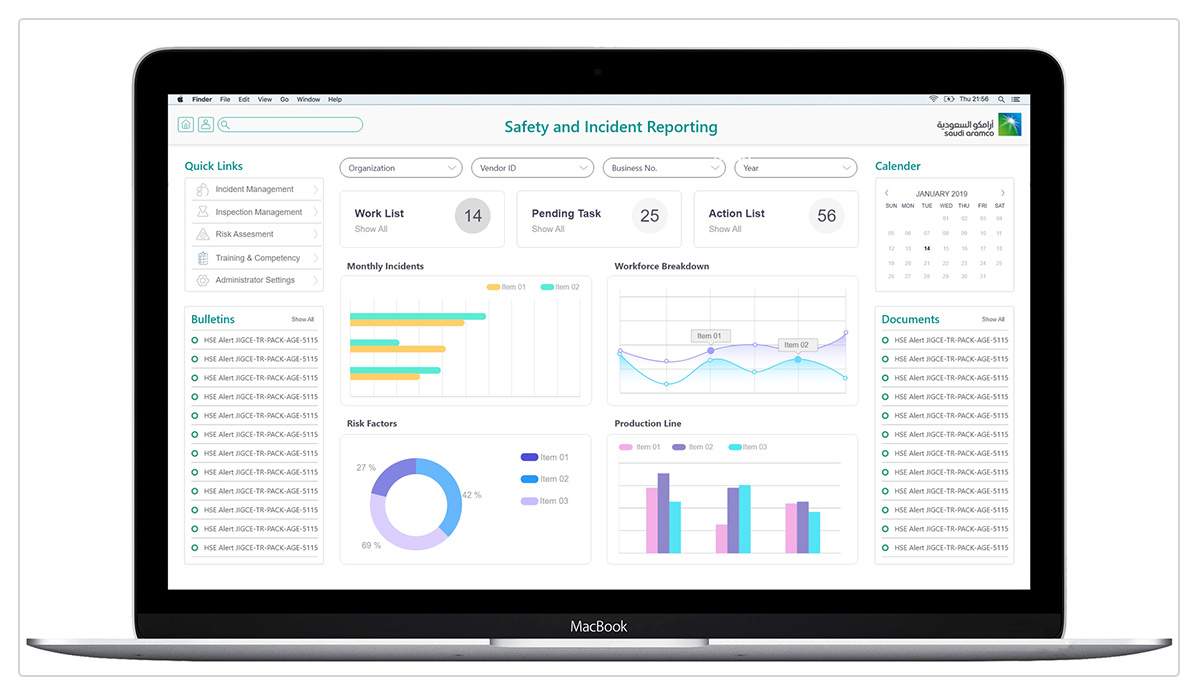 Finder File Edit View Go Window Help
Thu 21:56
Safety and Incident Reporting
أرامكو السعودية
saudi aramco
Quick Links
Incident Management
Inspection Management
Risk Assesment
Training & Competency
Administrator Settings
Bulletins Show All
HSE Alert JIGCE-TR-PACK-AGE-5115
HSE Alert JIGCE-TR-PACK-AGE-5115
HSE Alert JIGCE-TR-PACK-AGE-5115
HSE Alert JIGCE-TR-PACK-AGE-5115
HSE Alert JIGCE-TR-PACK-AGE-5115
HSE Alert JIGCE-TR-PACK-AGE-5115
HSE Alert JIGCE-TR-PACK-AGE-5115
HSE Alert JIGCE-TR-PACK-AGE-5115
HSE Alert JIGCE-TR-PACK-AGE-5115
HSE Alert JIGCE-TR-PACK-AGE-5115
HSE Alert JIGCE-TR-PACK-AGE-5115
HSE Alert JIGCE-TR-PACK-AGE-5115
Organization Vendor ID Business No. Year
Work List 14
Show All
Pending Task 25
Show All
Action List 56
Show All
Monthly Incidents
Item 01 Item 02
Workforce Breakdown
Item 01
Item 02
Risk Factors
27 %
42 %
69 %
Item 01
Item 02
Item 03
Production Line
Item 01 Item 02 Item 03
Calender
JANUARY 2019
SUN MON TUE WED THU FRI SAT
01 02 03 04
05 06 07 08 09 10 11
12 13 14 15 16 17 18
19 20 21 22 23 24 25
26 27 28 29 30 31
Documents Show All
HSE Alert JIGCE-TR-PACK-AGE-5115
HSE Alert JIGCE-TR-PACK-AGE-5115
HSE Alert JIGCE-TR-PACK-AGE-5115
HSE Alert JIGCE-TR-PACK-AGE-5115
HSE Alert JIGCE-TR-PACK-AGE-5115
HSE Alert JIGCE-TR-PACK-AGE-5115
HSE Alert JIGCE-TR-PACK-AGE-5115
HSE Alert JIGCE-TR-PACK-AGE-5115
HSE Alert JIGCE-TR-PACK-AGE-5115
HSE Alert JIGCE-TR-PACK-AGE-5115
HSE Alert JIGCE-TR-PACK-AGE-5115
HSE Alert JIGCE-TR-PACK-AGE-5115
MacBook